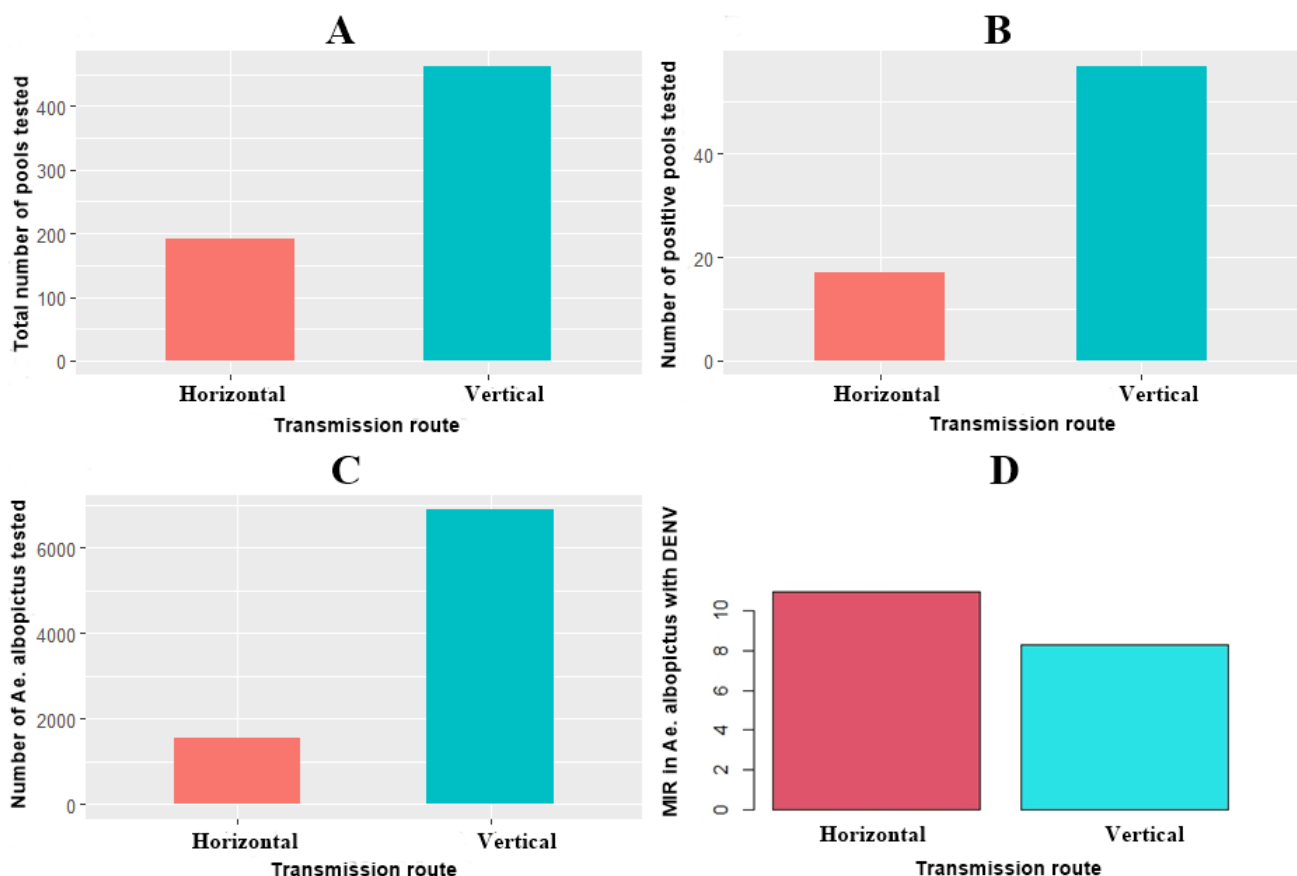 A
Total number of pools tested
400
300
200
100
0
Horizontal Vertical
Transmission route
B
Number of positive pools tested
40
20
0
Horizontal Vertical
Transmission route
C
Number of Ae. albopictus tested
6000
4000
2000
0
Horizontal Vertical
Transmission route
D
MIR in Ae. albopictus with DENV
10
8
6
4
2
0
Horizontal Vertical
Transmission route